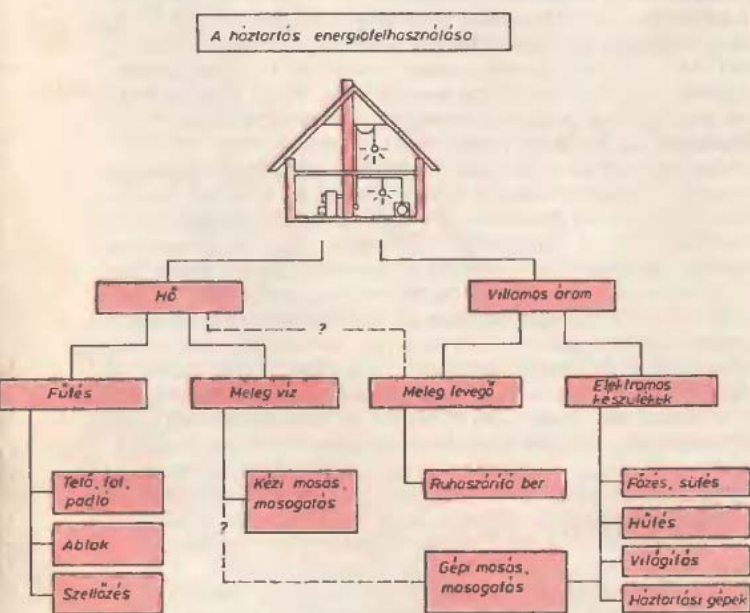 A háztartás energiafelhasználása
Hő
Villamos áram
?
Fűtés
Meleg víz
Meleg levegő
Elektromos
készülékek
Tető, fal,
padló
Ablak
Szellőzés
Kézi mosás,
mosogatás
?
Ruhaszárító ber.
Gépi mosás,
mosogatás
Főzés, sütés
Hűtés
Világítás
Háztartási gépek